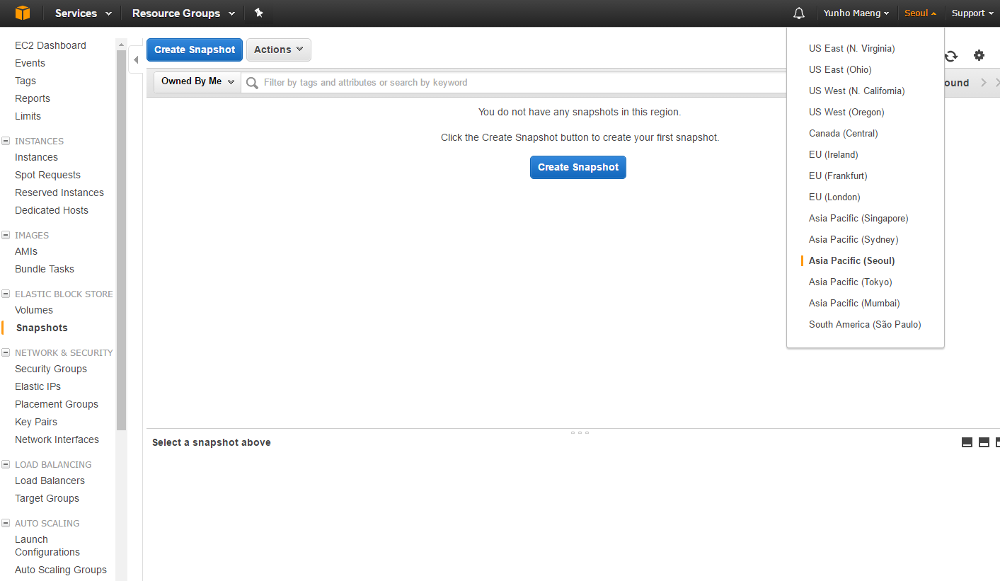 Services Resource Groups Yunho Maeng Seoul Support
EC2 Dashboard
Events
Tags
Reports
Limits
INSTANCES
Instances
Spot Requests
Reserved Instances
Dedicated Hosts
IMAGES
AMIs
Bundle Tasks
ELASTIC BLOCK STORE
Volumes
Snapshots
NETWORK & SECURITY
Security Groups
Elastic IPs
Placement Groups
Key Pairs
Network Interfaces
LOAD BALANCING
Load Balancers
Target Groups
AUTO SCALING
Launch
Configurations
Auto Scaling Groups
Create Snapshot Actions
Owned By Me Filter by tags and attributes or search by keyword ound
You do not have any snapshots in this region.
Click the Create Snapshot button to create your first snapshot.
Create Snapshot
Select a snapshot above
US East (N. Virginia)
US East (Ohio)
US West (N. California)
US West (Oregon)
Canada (Central)
EU (Ireland)
EU (Frankfurt)
EU (London)
Asia Pacific (Singapore)
Asia Pacific (Sydney)
Asia Pacific (Seoul)
Asia Pacific (Tokyo)
Asia Pacific (Mumbai)
South America (São Paulo)